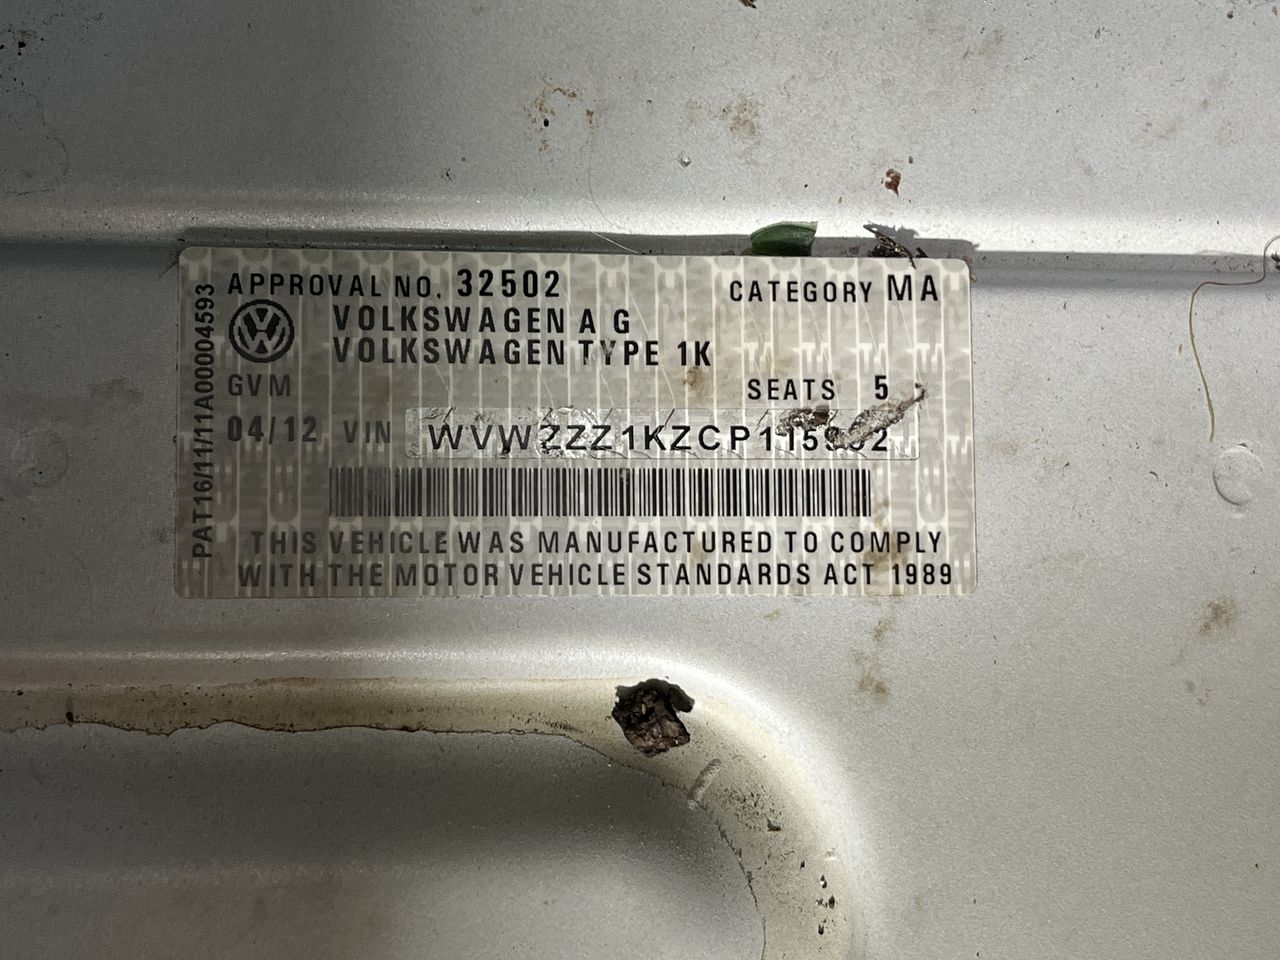 APPROVAL NO. 32502 CATEGORY MA
VOLKSWAGEN AG
VOLKSWAGEN TYPE 1K
GVM SEATS 5
04/12 VIN
THIS VEHICLE WAS MANUFACTURED TO COMPLY
WITH THE MOTOR VEHICLE STANDARDS ACT 1989
PAT16/11/11A00004593